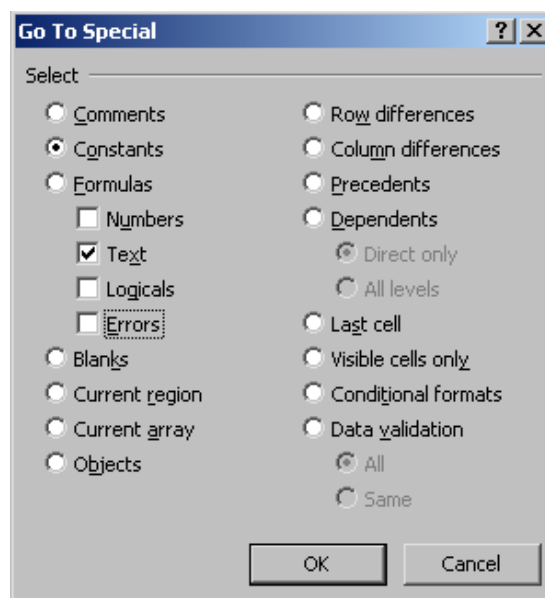 Go To Special
Select
Comments
Constants
Formulas
Numbers
Text
Logicals
Errors
Blanks
Current region
Current array
Objects
Row differences
Column differences
Precedents
Dependents
Direct only
All levels
Last cell
Visible cells only
Conditional formats
Data validation
All
Same
OK
Cancel